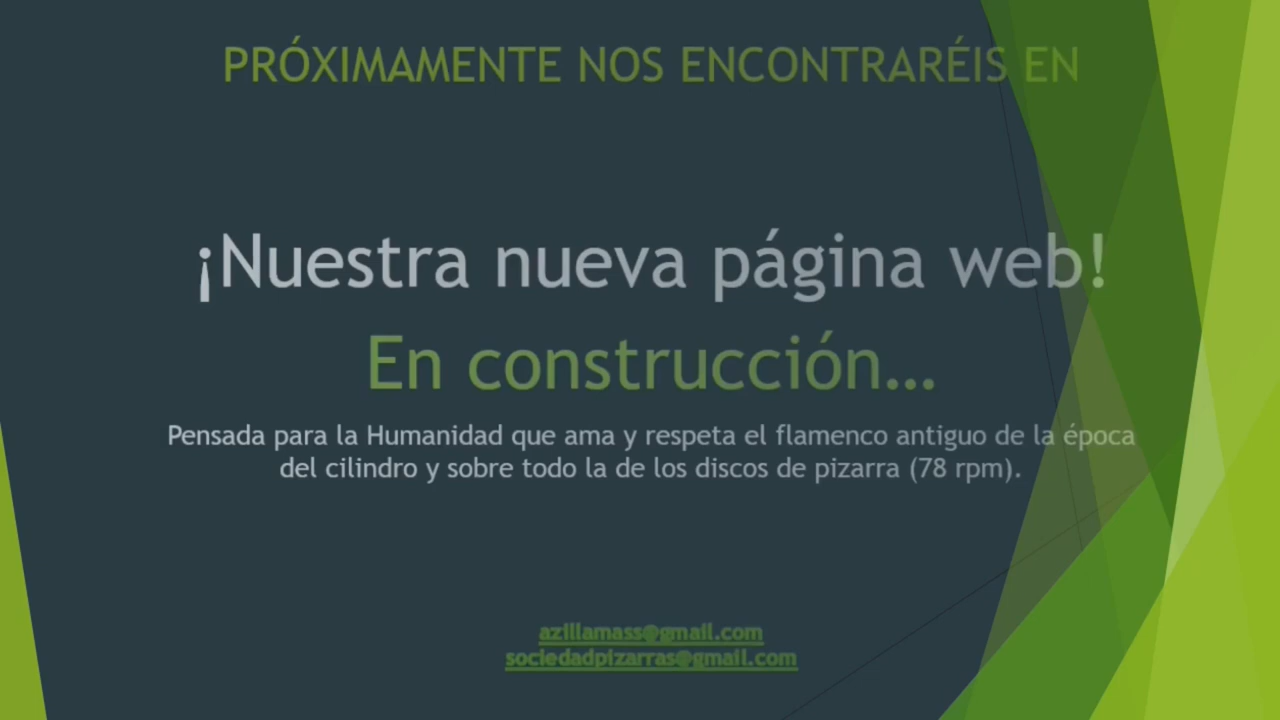 PRÓXIMAMENTE NOS ENCONTRARÉIS EN
¡Nuestra nueva página web!
En construcción…
Pensada para la Humanidad que ama y respeta el flamenco antiguo de la época
del cilindro y sobre todo la de los discos de pizarra (78 rpm).
azillamass@gmail.com
sociedadpizarras@gmail.com